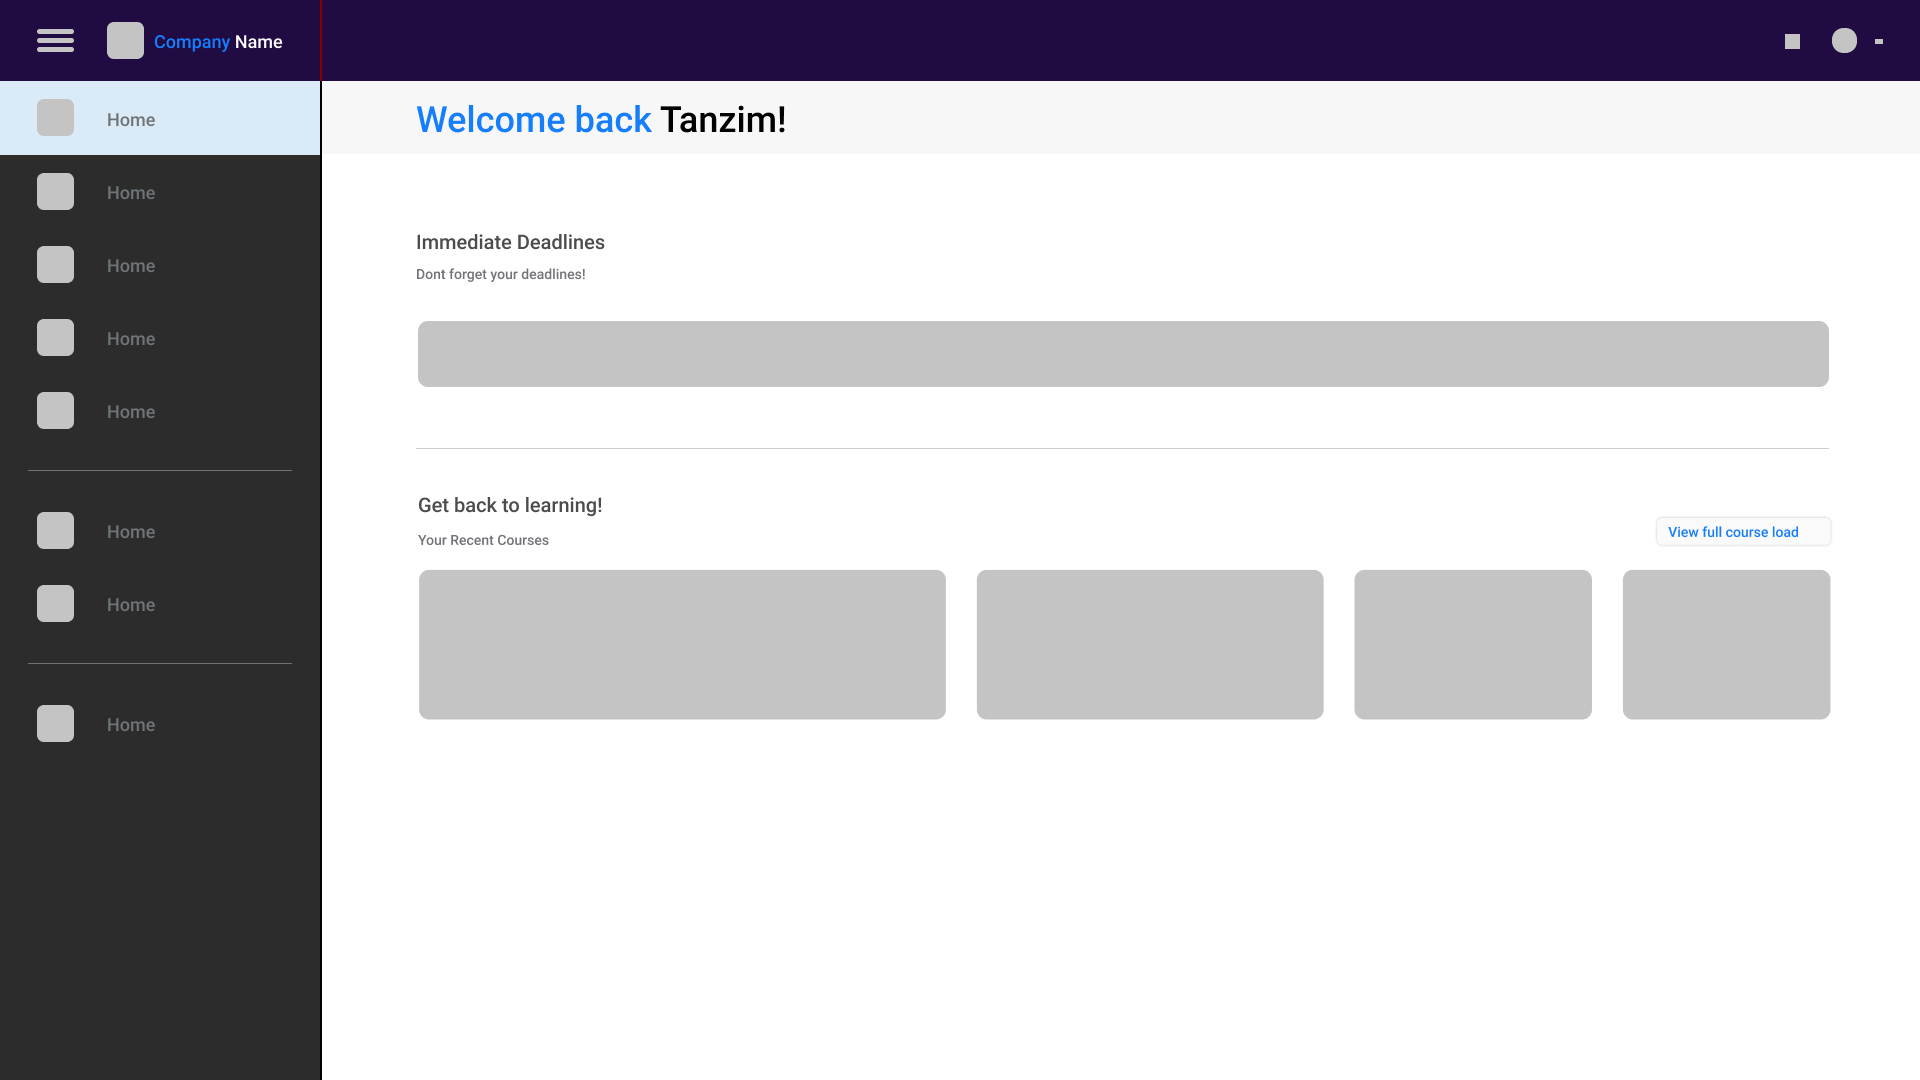 Company Name
Home
Home
Home
Home
Home
Home
Home
Home
Welcome back Tanzim!
Immediate Deadlines
Dont forget your deadlines!
Get back to learning!
Your Recent Courses
View full course load